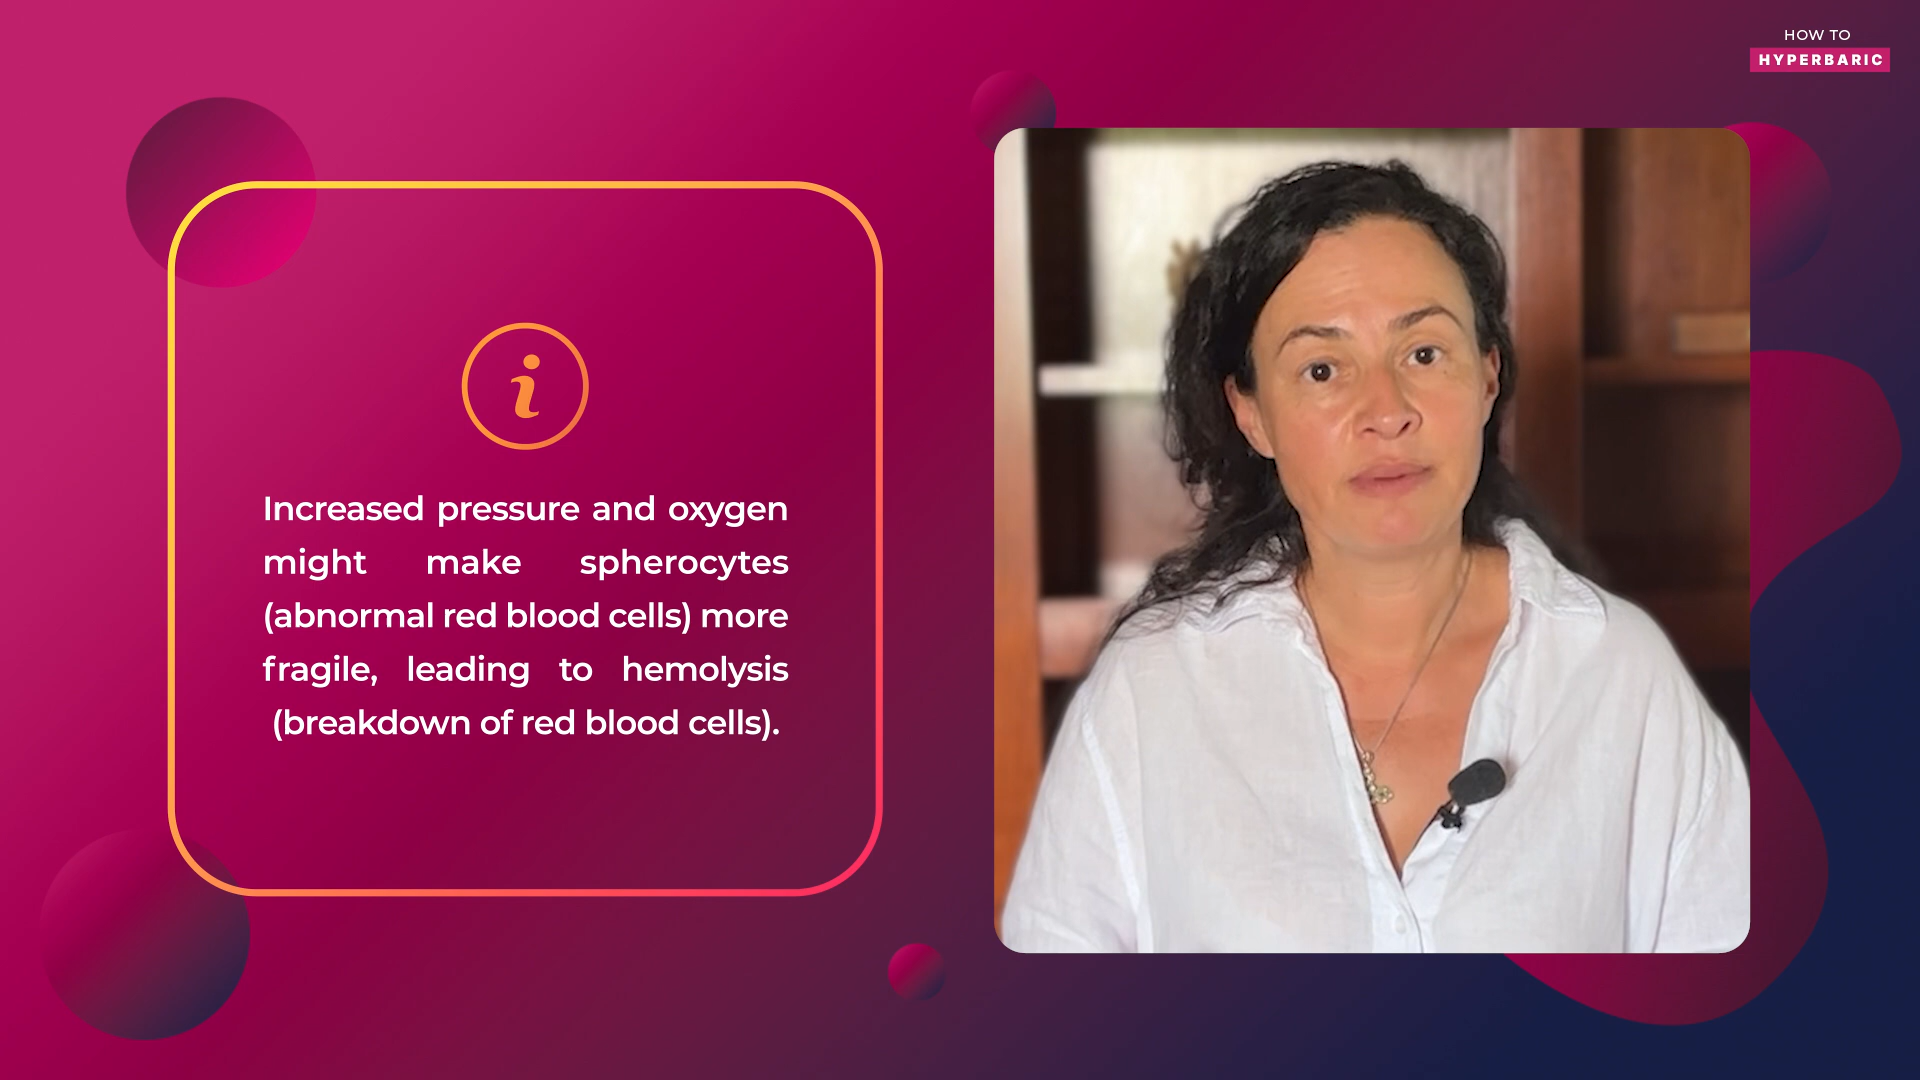 HOW TO
HYPERBARIC
i
Increased pressure and oxygen
might make spherocytes
(abnormal red blood cells) more
fragile, leading to hemolysis
(breakdown of red blood cells).